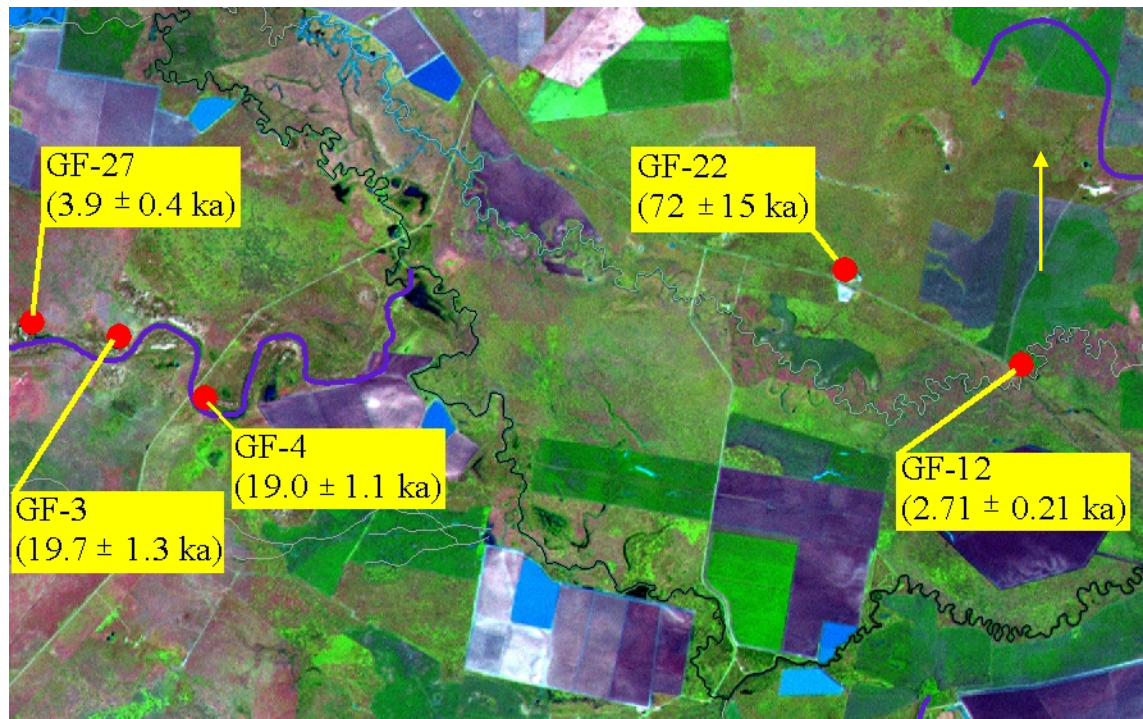 GF-27
(3.9 ± 0.4 ka)
GF-22
(72 ± 15 ka)
GF-4
(19.0 ± 1.1 ka)
GF-12
(2.71 ± 0.21 ka)
GF-3
(19.7 ± 1.3 ka)